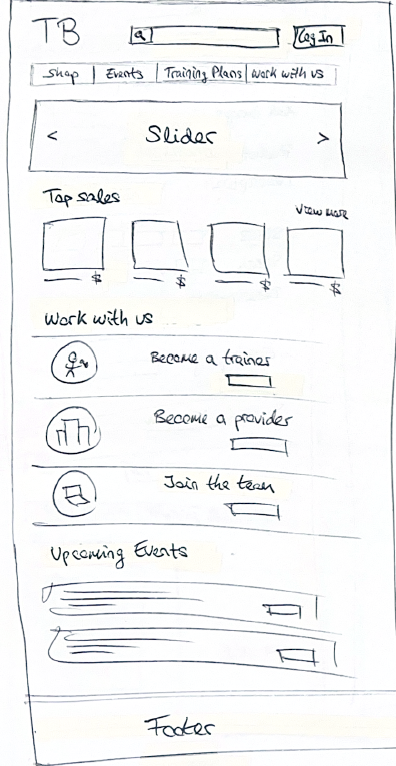 TB
Log In
Shop | Events | Training Plans | Work with us
< Slider >
Top sales
View more
$ $ $ $
Work with us
Become a trainer
Become a provider
Join the team
Upcoming Events
Footer